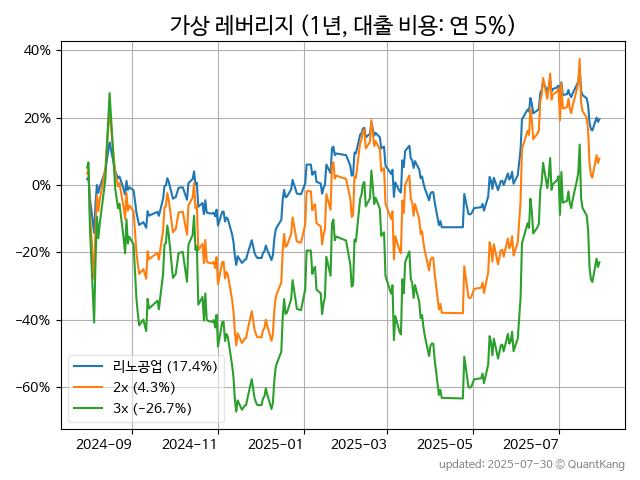 가상 레버리지 (1년, 대출 비용: 연 5%)
40%
20%
0%
−20%
−40%
−60%
리노공업 (17.4%)
2x (4.3%)
3x (−26.7%)
2024-09 2024-11 2025-01 2025-03 2025-05 2025-07
updated: 2025-07-30 © QuantKang